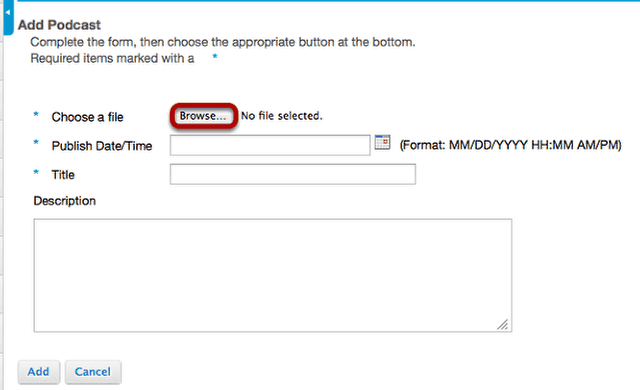 Add Podcast
Complete the form, then choose the appropriate button at the bottom.
Required items marked with a *
* Choose a file Browse... No file selected.
* Publish Date/Time (Format: MM/DD/YYYY HH:MM AM/PM)
* Title
Description
Add Cancel